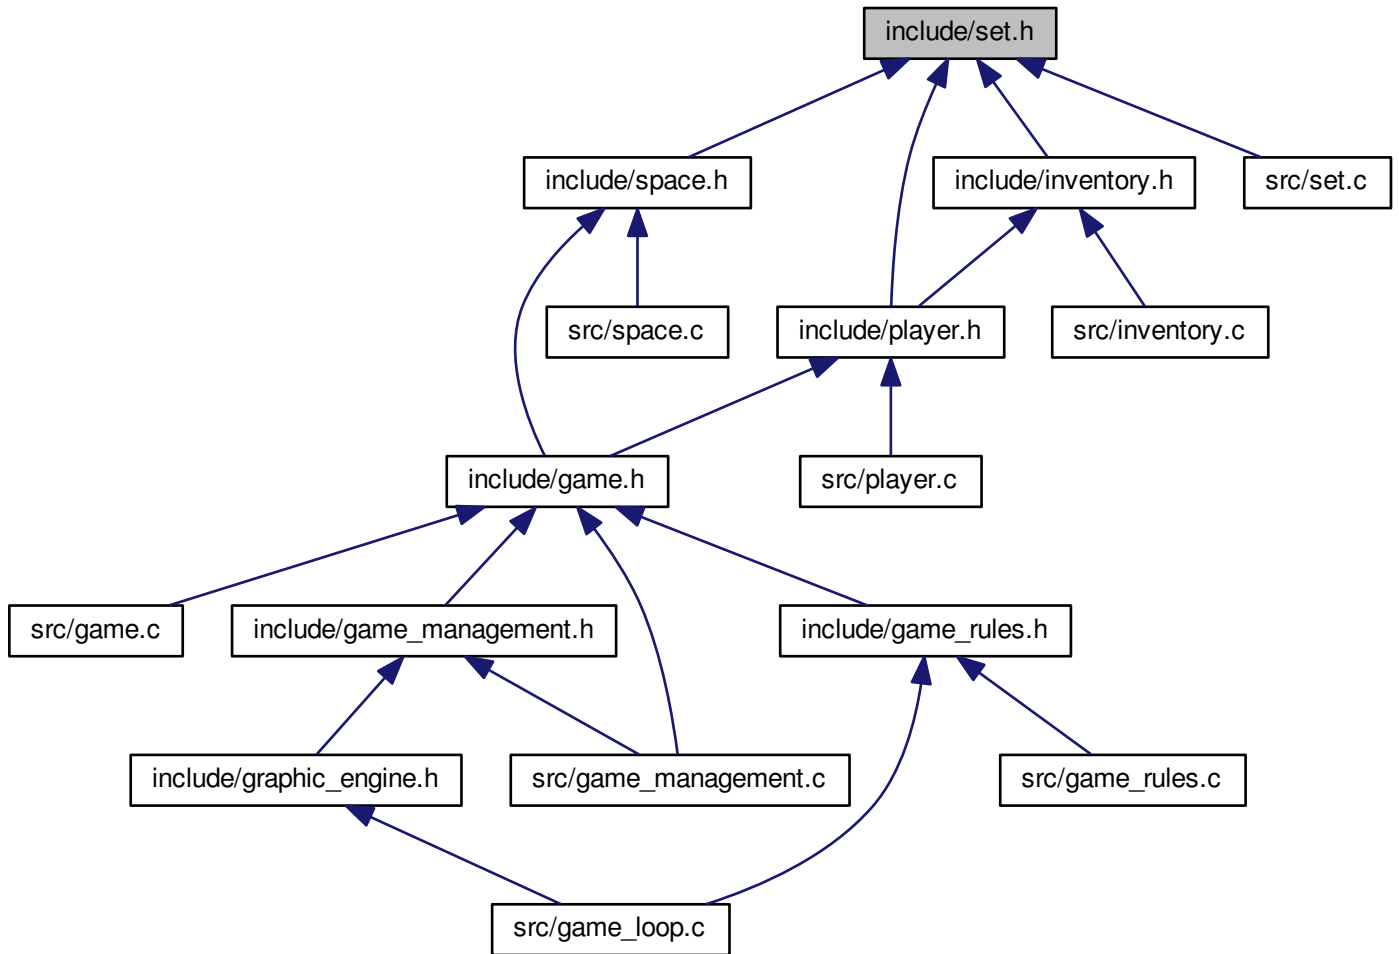 include/set.h
include/space.h
include/inventory.h
src/set.c
src/space.c
include/player.h
src/inventory.c
include/game.h
src/player.c
src/game.c
include/game_management.h
include/game_rules.h
include/graphic_engine.h
src/game_management.c
src/game_rules.c
src/game_loop.c